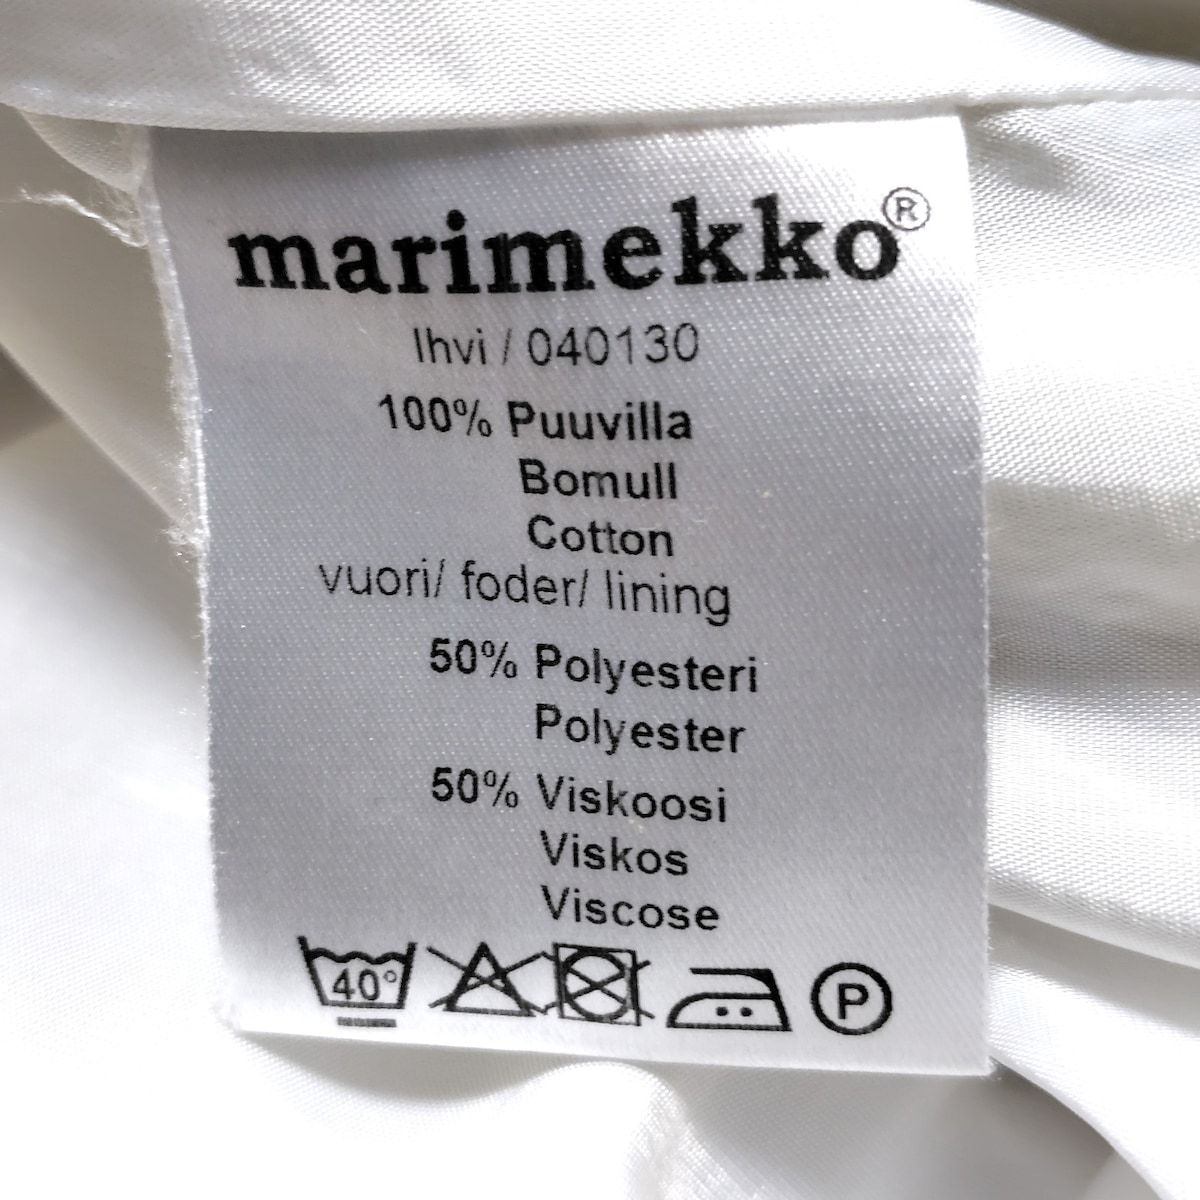 marimekko®
Ihvi / 040130
100% Puuvilla
Bomull
Cotton
vuori/ foder/ lining
50% Polyesteri
Polyester
50% Viskoosi
Viskos
Viscose
40°
P